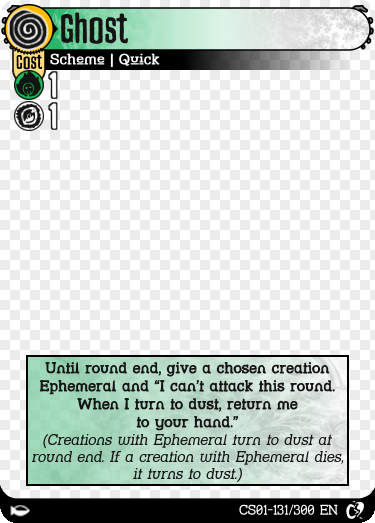 Ghost
Cost
Scheme | Quick
1
1
Until round end, give a chosen creation
Ephemeral and “I can’t attack this round.
When I turn to dust, return me
to your hand.”
(Creations with Ephemeral turn to dust at
round end. If a creation with Ephemeral dies,
it turns to dust.)
CS01-131/300 EN